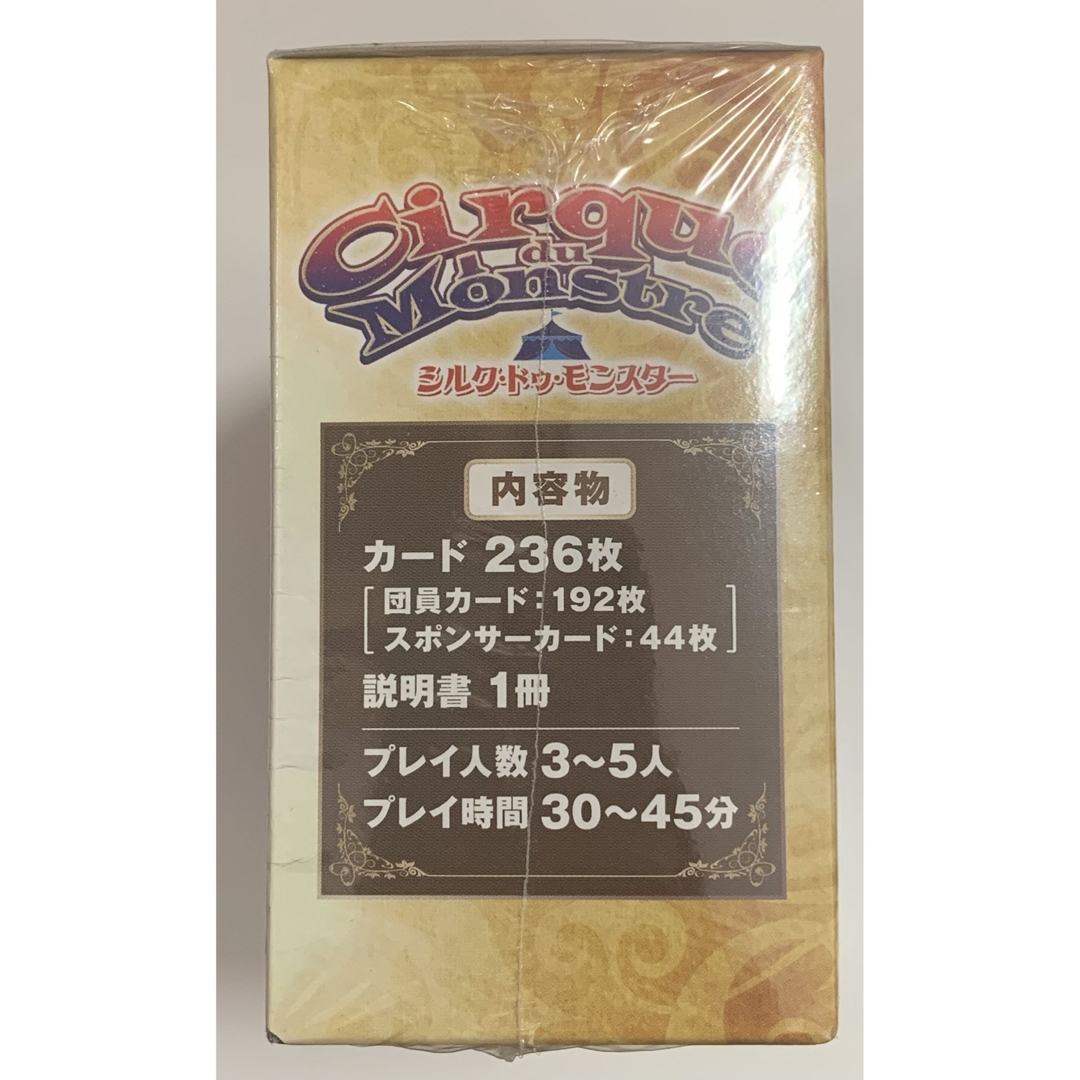 Cirque
du
Monstre
シルク・ドゥ・モンスター
内容物
カード 236枚
団員カード：192枚
スポンサーカード：44枚
説明書 1冊
プレイ人数 3〜5人
プレイ時間 30〜45分